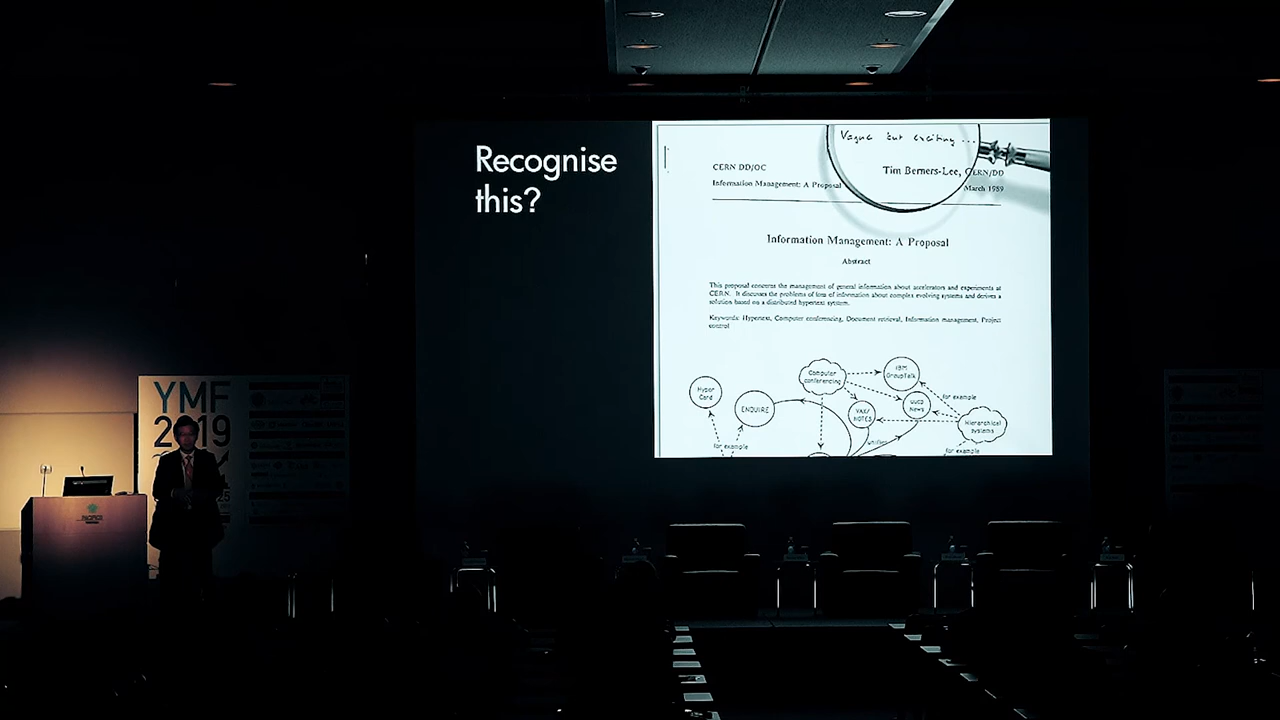 Recognise
this?
Vague but exciting ...
CERN DD/OC
Tim Berners-Lee, CERN/DD
Information Management: A Proposal
March 1989
Information Management: A Proposal
Abstract
This proposal concerns the management of general information about accelerators and experiments at
CERN. It discusses the problems of loss of information about complex evolving systems and derives a
solution based on a distributed hypertext system.
Keywords: Hypertext, Computer conferencing, Document retrieval, Information management, Project
control
Computer
conferencing
IBM
GroupTalk
Hyper
Card
ENQUIRE
for example
VAX/
NOTES
uucp
News
Hierarchical
systems
unified
for example
for example
YMF
2019
PACIFICO